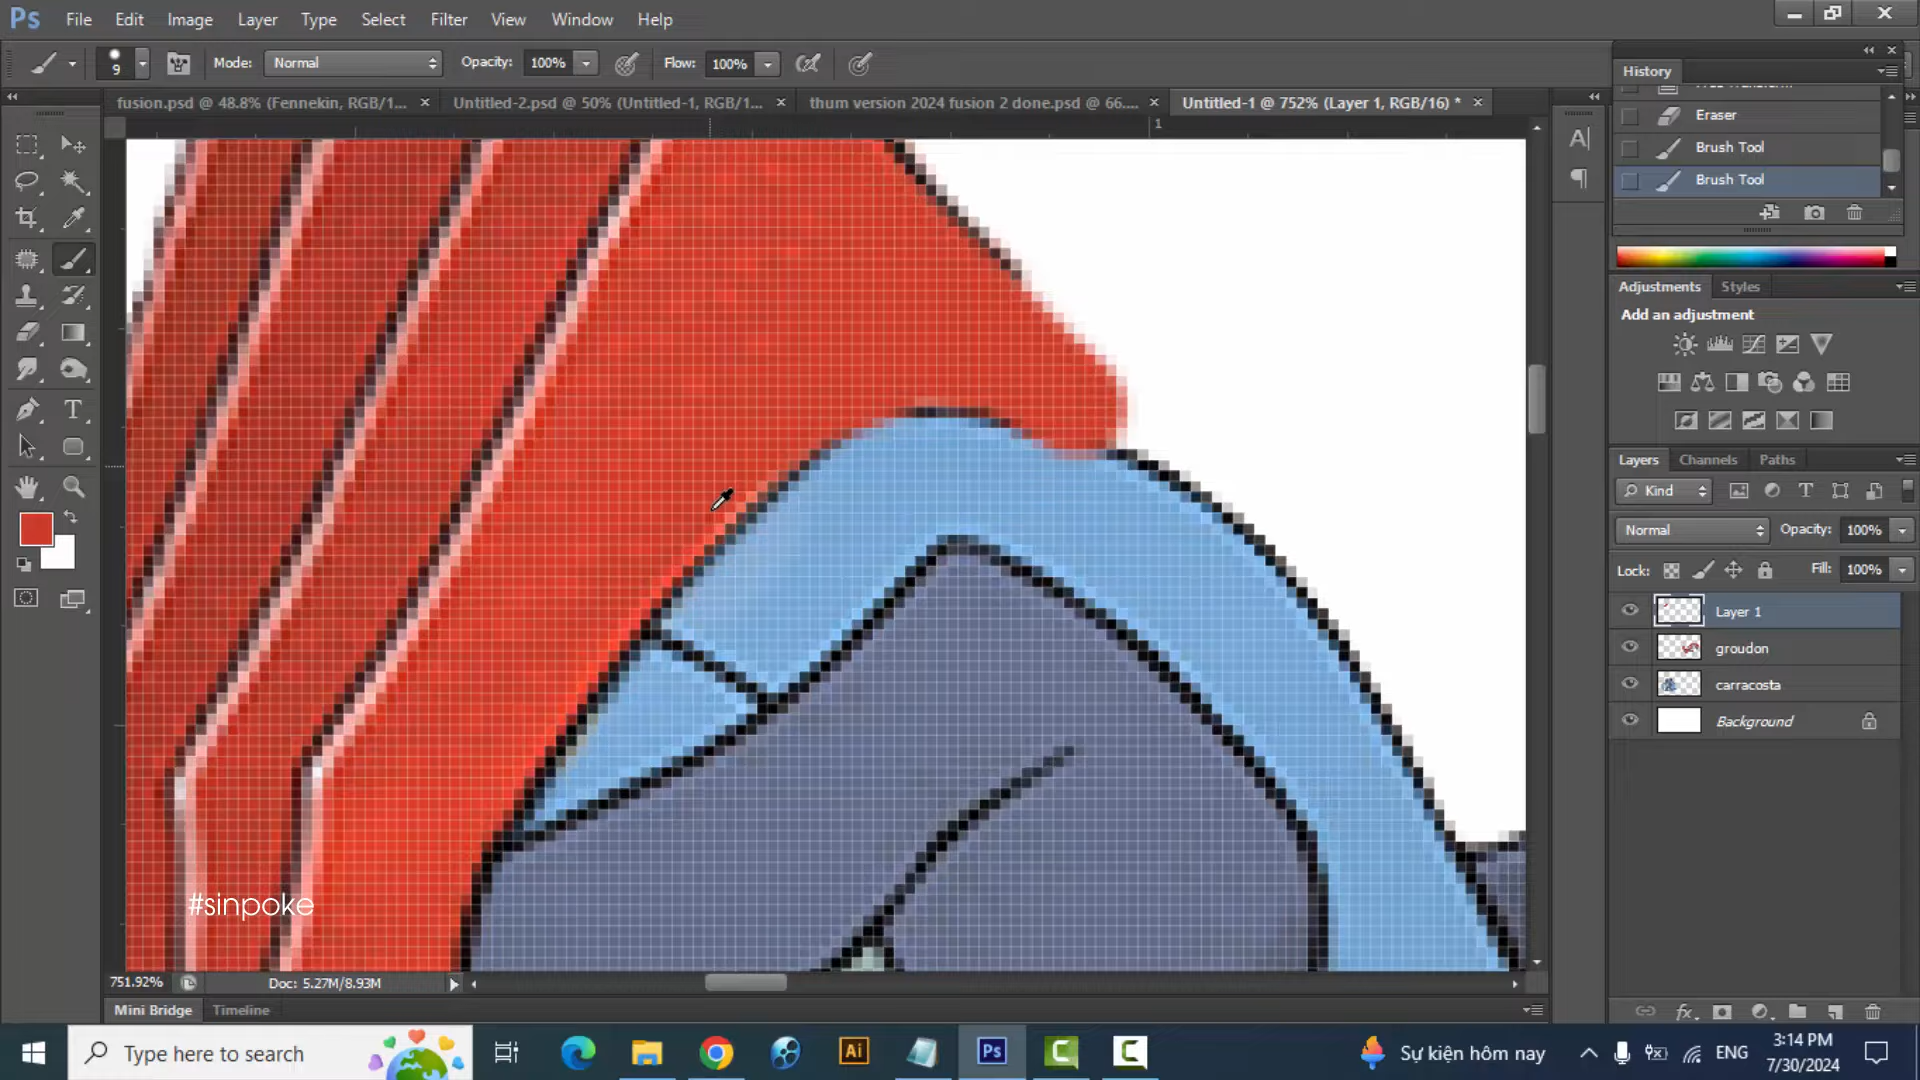 Ps File Edit Image Layer Type Select Filter View Window Help
9 Mode: Normal Opacity: 100% Flow: 100%
fusion.psd @ 48.8% (Fennekin, RGB/1... Untitled-2.psd @ 50% (Untitled-1, RGB/1... thum version 2024 fusion 2 done.psd @ 66.... Untitled-1 @ 752% (Layer 1, RGB/16) *
1
History
Eraser
Brush Tool
Brush Tool
Adjustments Styles
Add an adjustment
Layers Channels Paths
Kind
Normal Opacity: 100%
Lock: Fill: 100%
Layer 1
groudon
carracosta
Background
#sinpoke
751.92% Doc: 5.27M/8.93M
Mini Bridge Timeline
Type here to search
Ai Ps
Sự kiện hôm nay
ENG
3:14 PM
7/30/2024